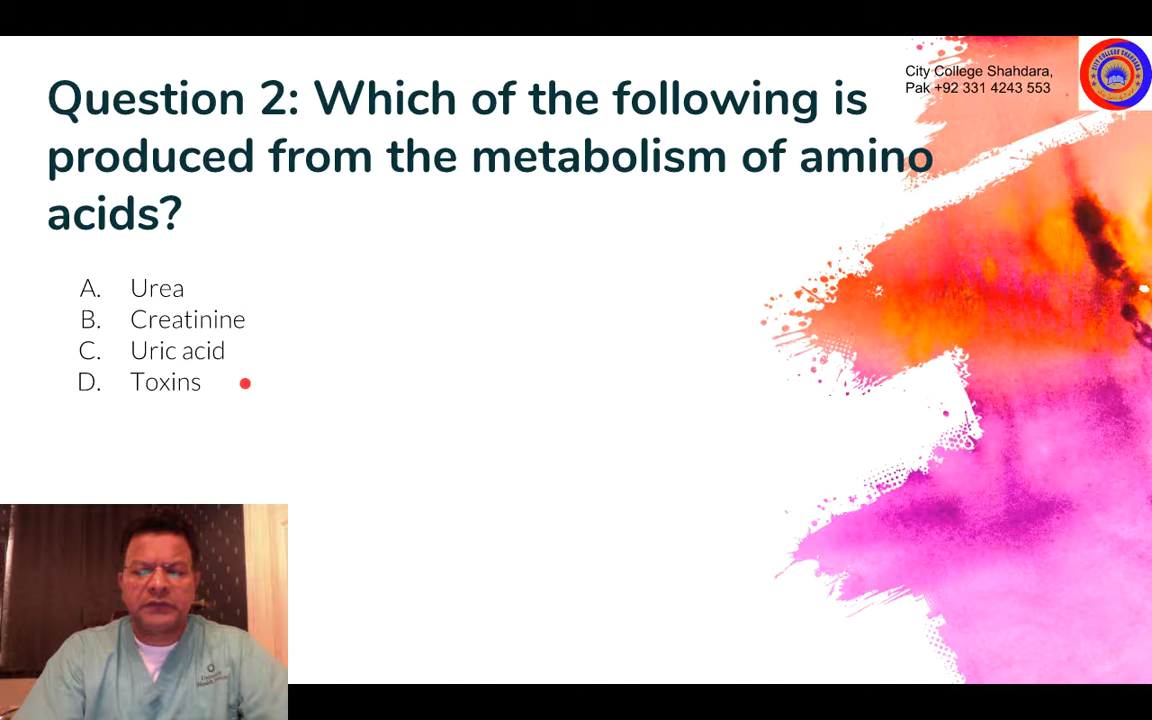 City College Shahdara,
Pak +92 331 4243 553
Question 2: Which of the following is
produced from the metabolism of amino
acids?
A. Urea
B. Creatinine
C. Uric acid
D. Toxins